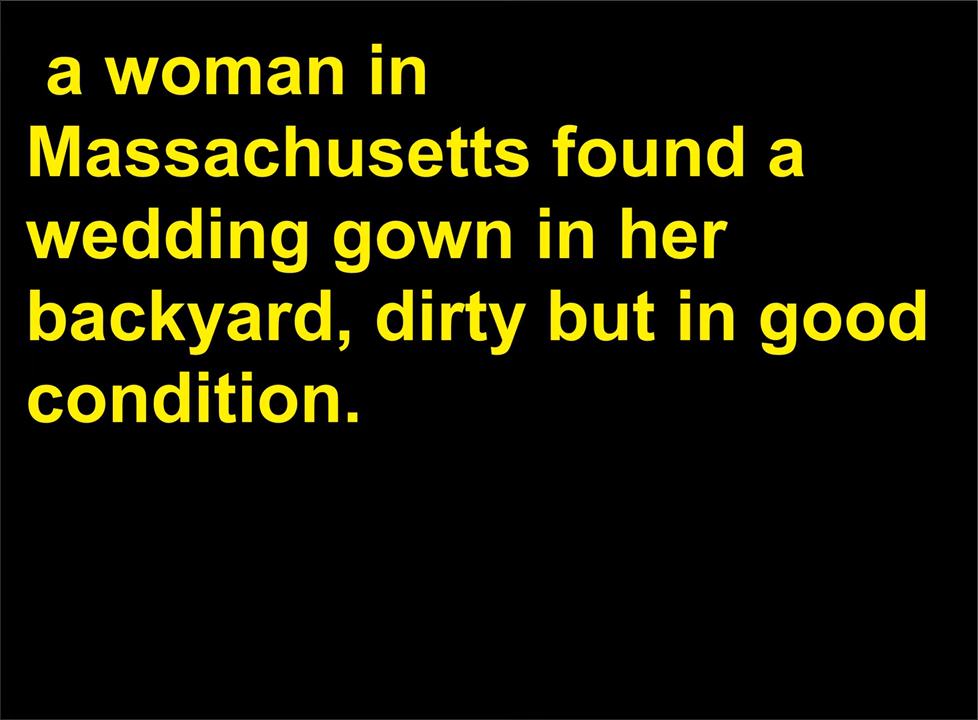 a woman in
Massachusetts found a
wedding gown in her
backyard, dirty but in good
condition.